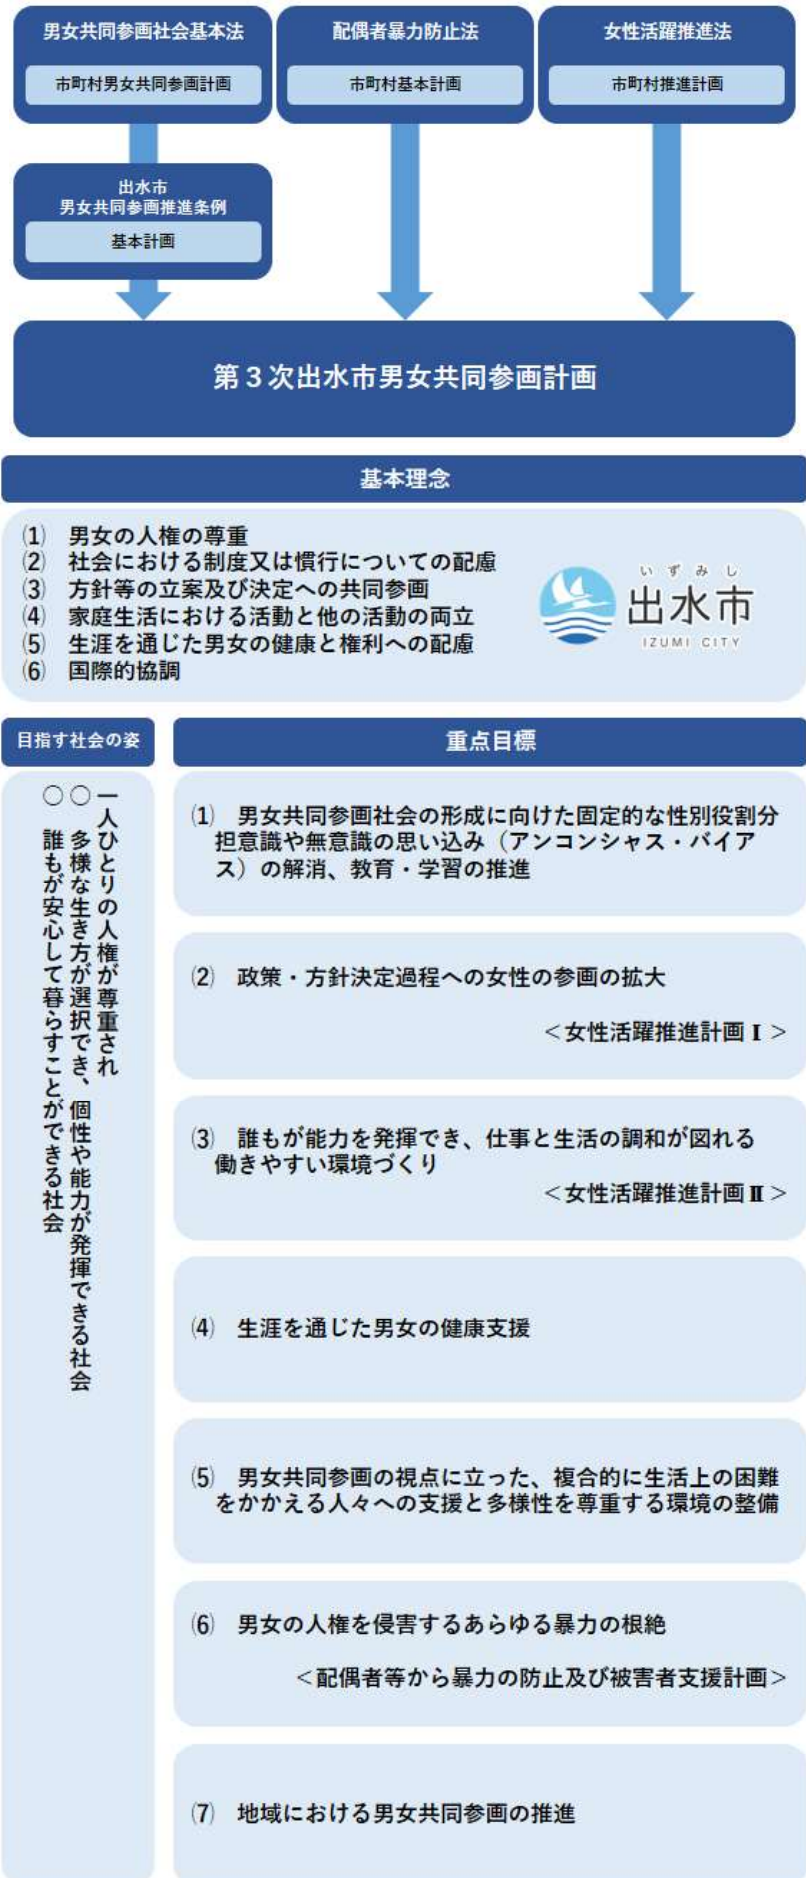 男女共同参画社会基本法
市町村男女共同参画計画
配偶者暴力防止法
市町村基本計画
女性活躍推進法
市町村推進計画
出水市
男女共同参画推進条例
基本計画
第3次出水市男女共同参画計画
基本理念
⑴ 男女の人権の尊重
⑵ 社会における制度又は慣行についての配慮
⑶ 方針等の立案及び決定への共同参画
⑷ 家庭生活における活動と他の活動の両立
⑸ 生涯を通じた男女の健康と権利への配慮
⑹ 国際的協調
いずみし
出水市
IZUMI CITY
目指す社会の姿
一人ひとりの人権が尊重され
○ 多様な生き方が選択でき、個性や能力が発揮できる社会
○ 誰もが安心して暮らすことができる社会
重点目標
⑴ 男女共同参画社会の形成に向けた固定的な性別役割分
担意識や無意識の思い込み（アンコンシャス・バイア
ス）の解消、教育・学習の推進
⑵ 政策・方針決定過程への女性の参画の拡大
＜女性活躍推進計画Ⅰ＞
⑶ 誰もが能力を発揮でき、仕事と生活の調和が図れる
働きやすい環境づくり
＜女性活躍推進計画Ⅱ＞
⑷ 生涯を通じた男女の健康支援
⑸ 男女共同参画の視点に立った、複合的に生活上の困難
をかかえる人々への支援と多様性を尊重する環境の整備
⑹ 男女の人権を侵害するあらゆる暴力の根絶
＜配偶者等から暴力の防止及び被害者支援計画＞
⑺ 地域における男女共同参画の推進